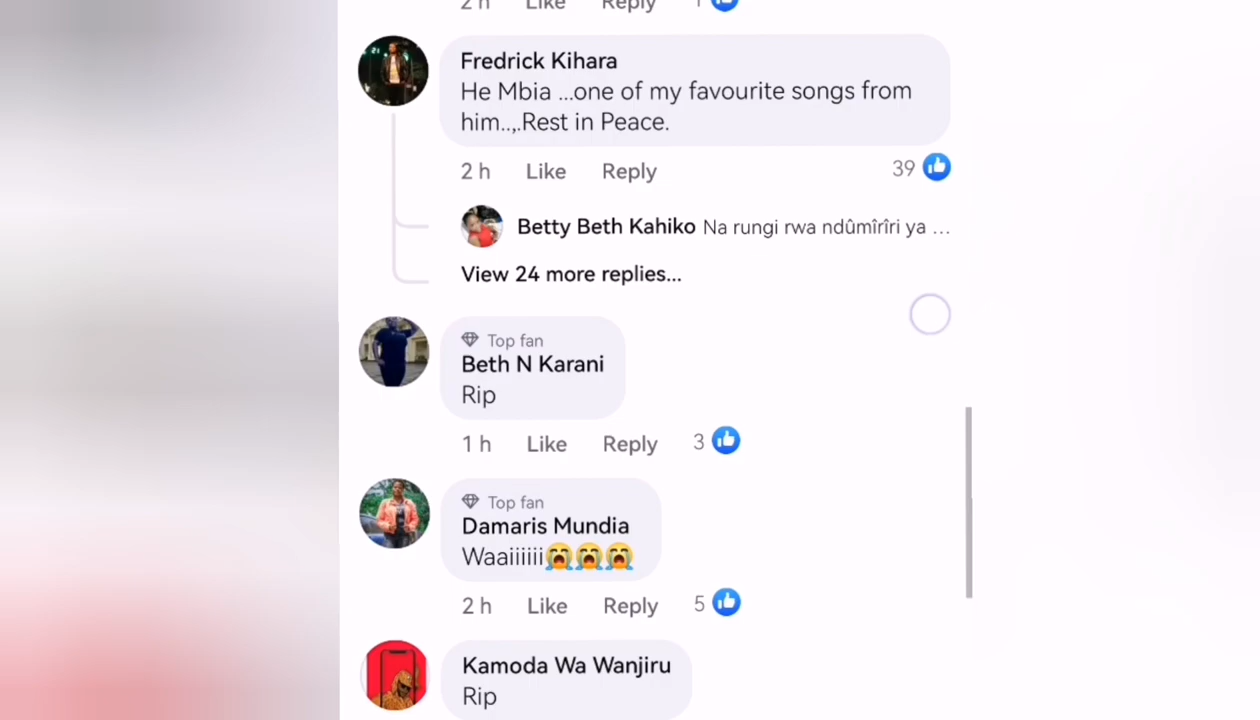 2 h Like Reply 1
Fredrick Kihara
He Mbia ...one of my favourite songs from
him..,.Rest in Peace.
2 h Like Reply 39
Betty Beth Kahiko Na rungi rwa ndûmîrîri ya ...
View 24 more replies...
Top fan
Beth N Karani
Rip
1 h Like Reply 3
Top fan
Damaris Mundia
Waaiiiiii😭😭😭
2 h Like Reply 5
Kamoda Wa Wanjiru
Rip